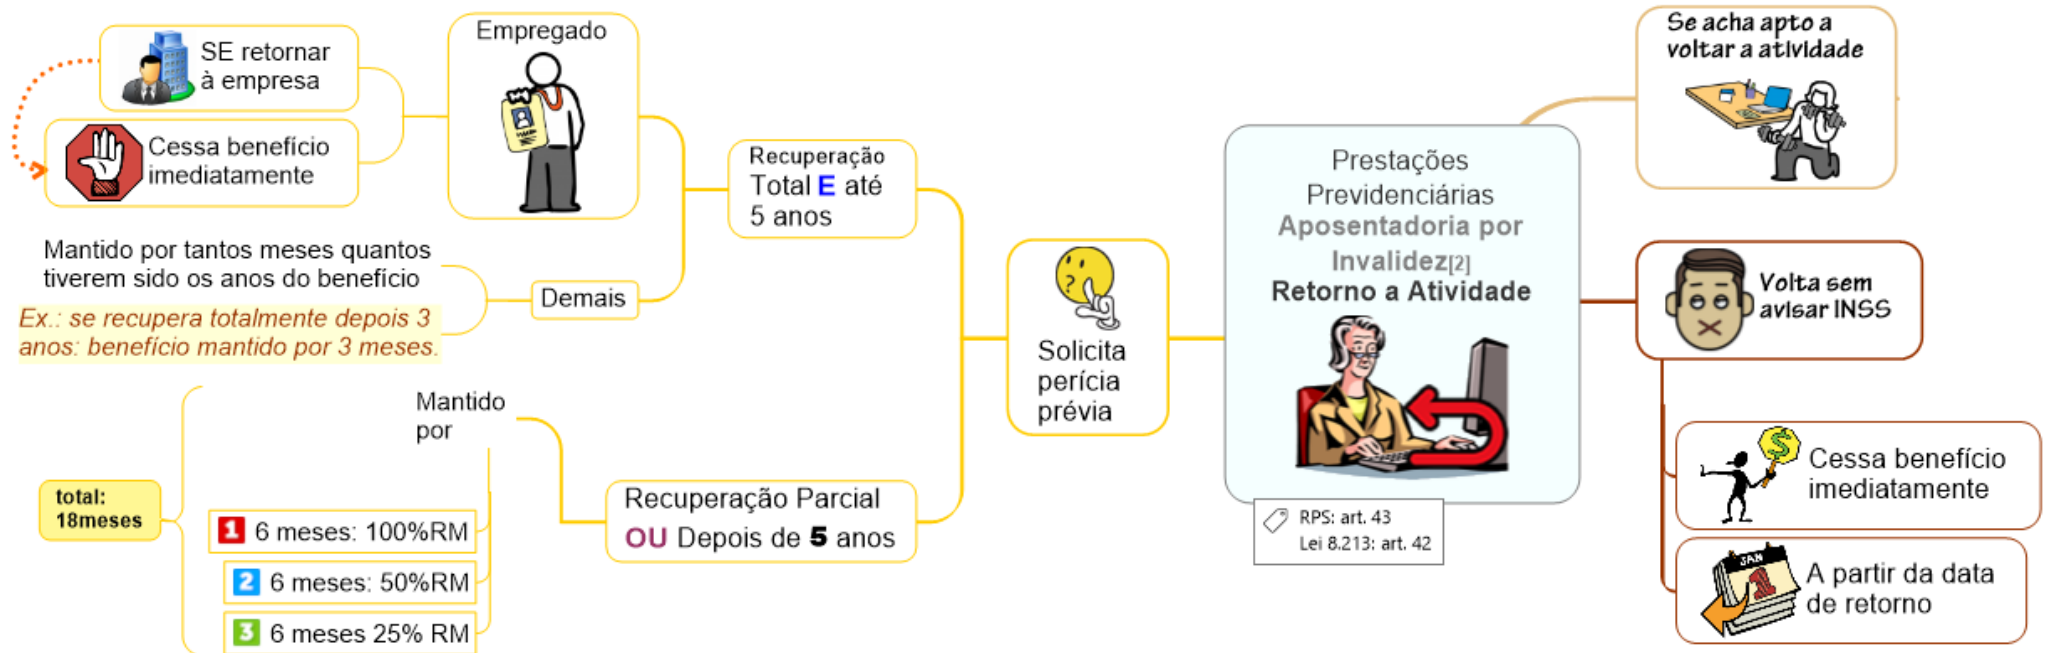 SE retornar
à empresa
Cessa benefício
imediatamente
Empregado
Mantido por tantos meses quantos
tiverem sido os anos do benefício
Ex.: se recupera totalmente depois 3
anos: benefício mantido por 3 meses.
Demais
Recuperação
Total E até
5 anos
Mantido
por
total:
18meses
1 6 meses: 100%RM
2 6 meses: 50%RM
3 6 meses 25% RM
Recuperação Parcial
OU Depois de 5 anos
Solicita
perícia
prévia
Prestações
Previdenciárias
Aposentadoria por
Invalidez[2]
Retorno a Atividade
RPS: art. 43
Lei 8.213: art. 42
Se acha apto a
voltar a atividade
Volta sem
avisar INSS
Cessa benefício
imediatamente
JAN
1
A partir da data
de retorno